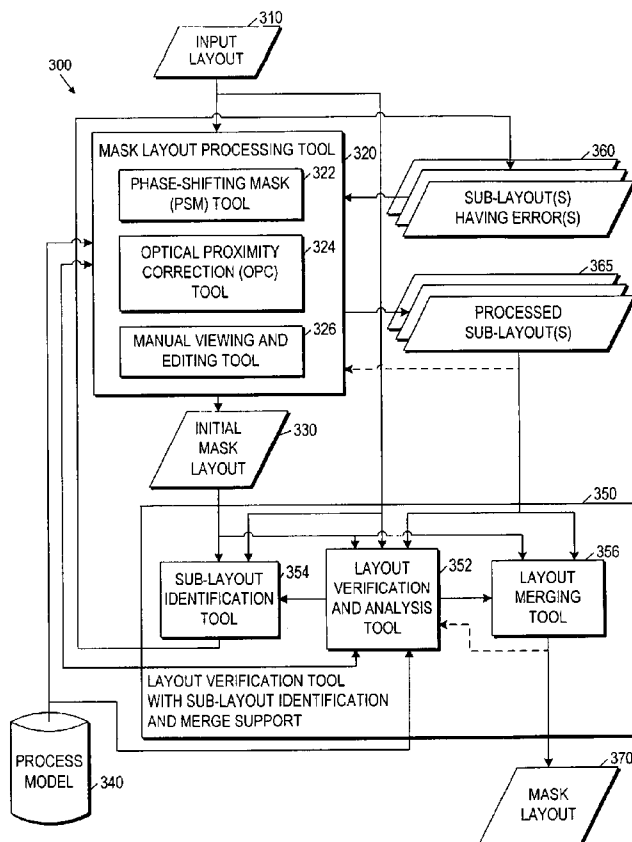 310
INPUT
LAYOUT
300
MASK LAYOUT PROCESSING TOOL
320
322
PHASE-SHIFTING MASK
(PSM) TOOL
324
OPTICAL PROXIMITY
CORRECTION (OPC)
TOOL
326
MANUAL VIEWING AND
EDITING TOOL
360
SUB-LAYOUT(S)
HAVING ERROR(S)
365
PROCESSED
SUB-LAYOUT(S)
INITIAL
MASK
LAYOUT
330
350
354
SUB-LAYOUT
IDENTIFICATION
TOOL
352
LAYOUT
VERIFICATION
AND ANALYSIS
TOOL
356
LAYOUT
MERGING
TOOL
LAYOUT VERIFICATION TOOL
WITH SUB-LAYOUT IDENTIFICATION
AND MERGE SUPPORT
PROCESS
MODEL
340
370
MASK
LAYOUT